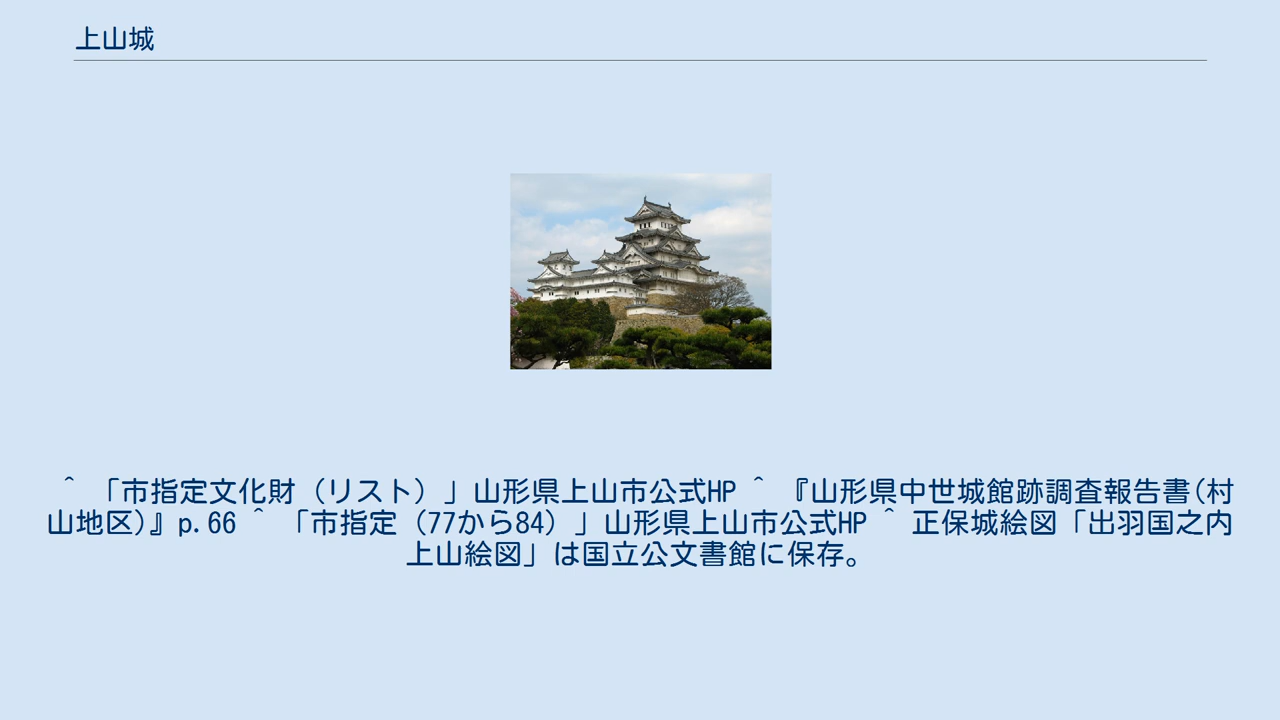 上山城
^ 「市指定文化財（リスト）」山形県上山市公式HP ^ 『山形県中世城館跡調査報告書(村
山地区)』p.66 ^ 「市指定（77から84）」山形県上山市公式HP ^ 正保城絵図「出羽国之内
上山絵図」は国立公文書館に保存。